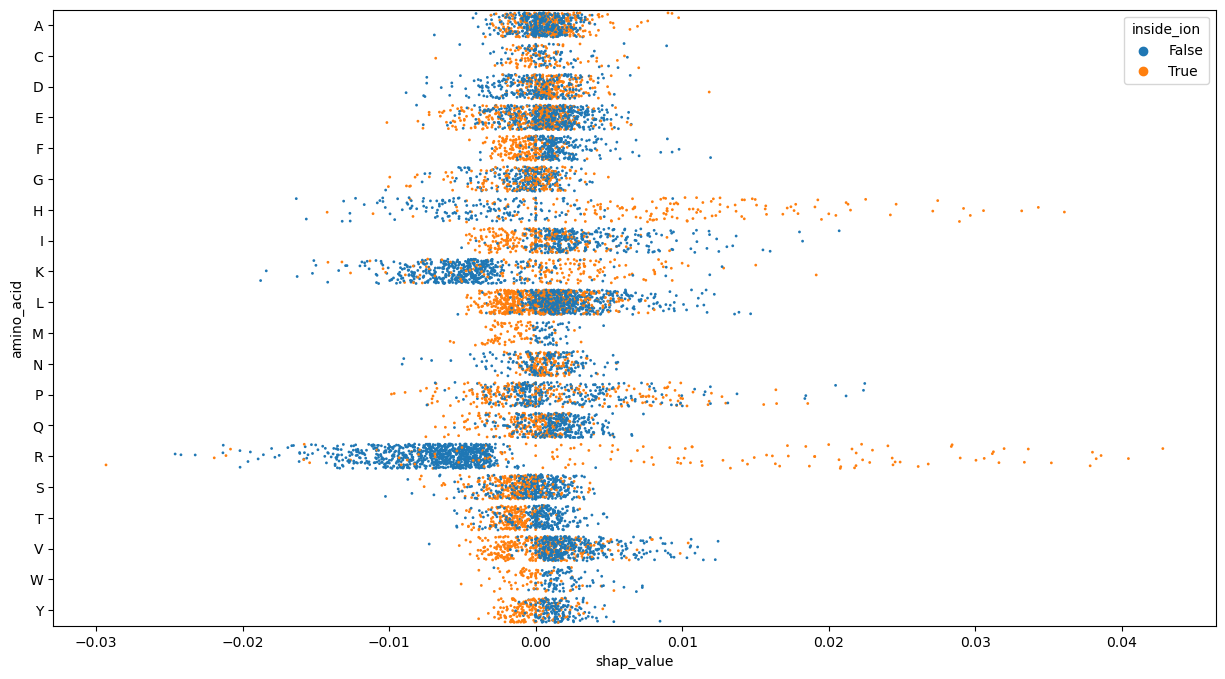 inside_ion
False
True
amino_acid
A
C
D
E
F
G
H
I
K
L
M
N
P
Q
R
S
T
V
W
Y
−0.03 −0.02 −0.01 0.00 0.01 0.02 0.03 0.04
shap_value